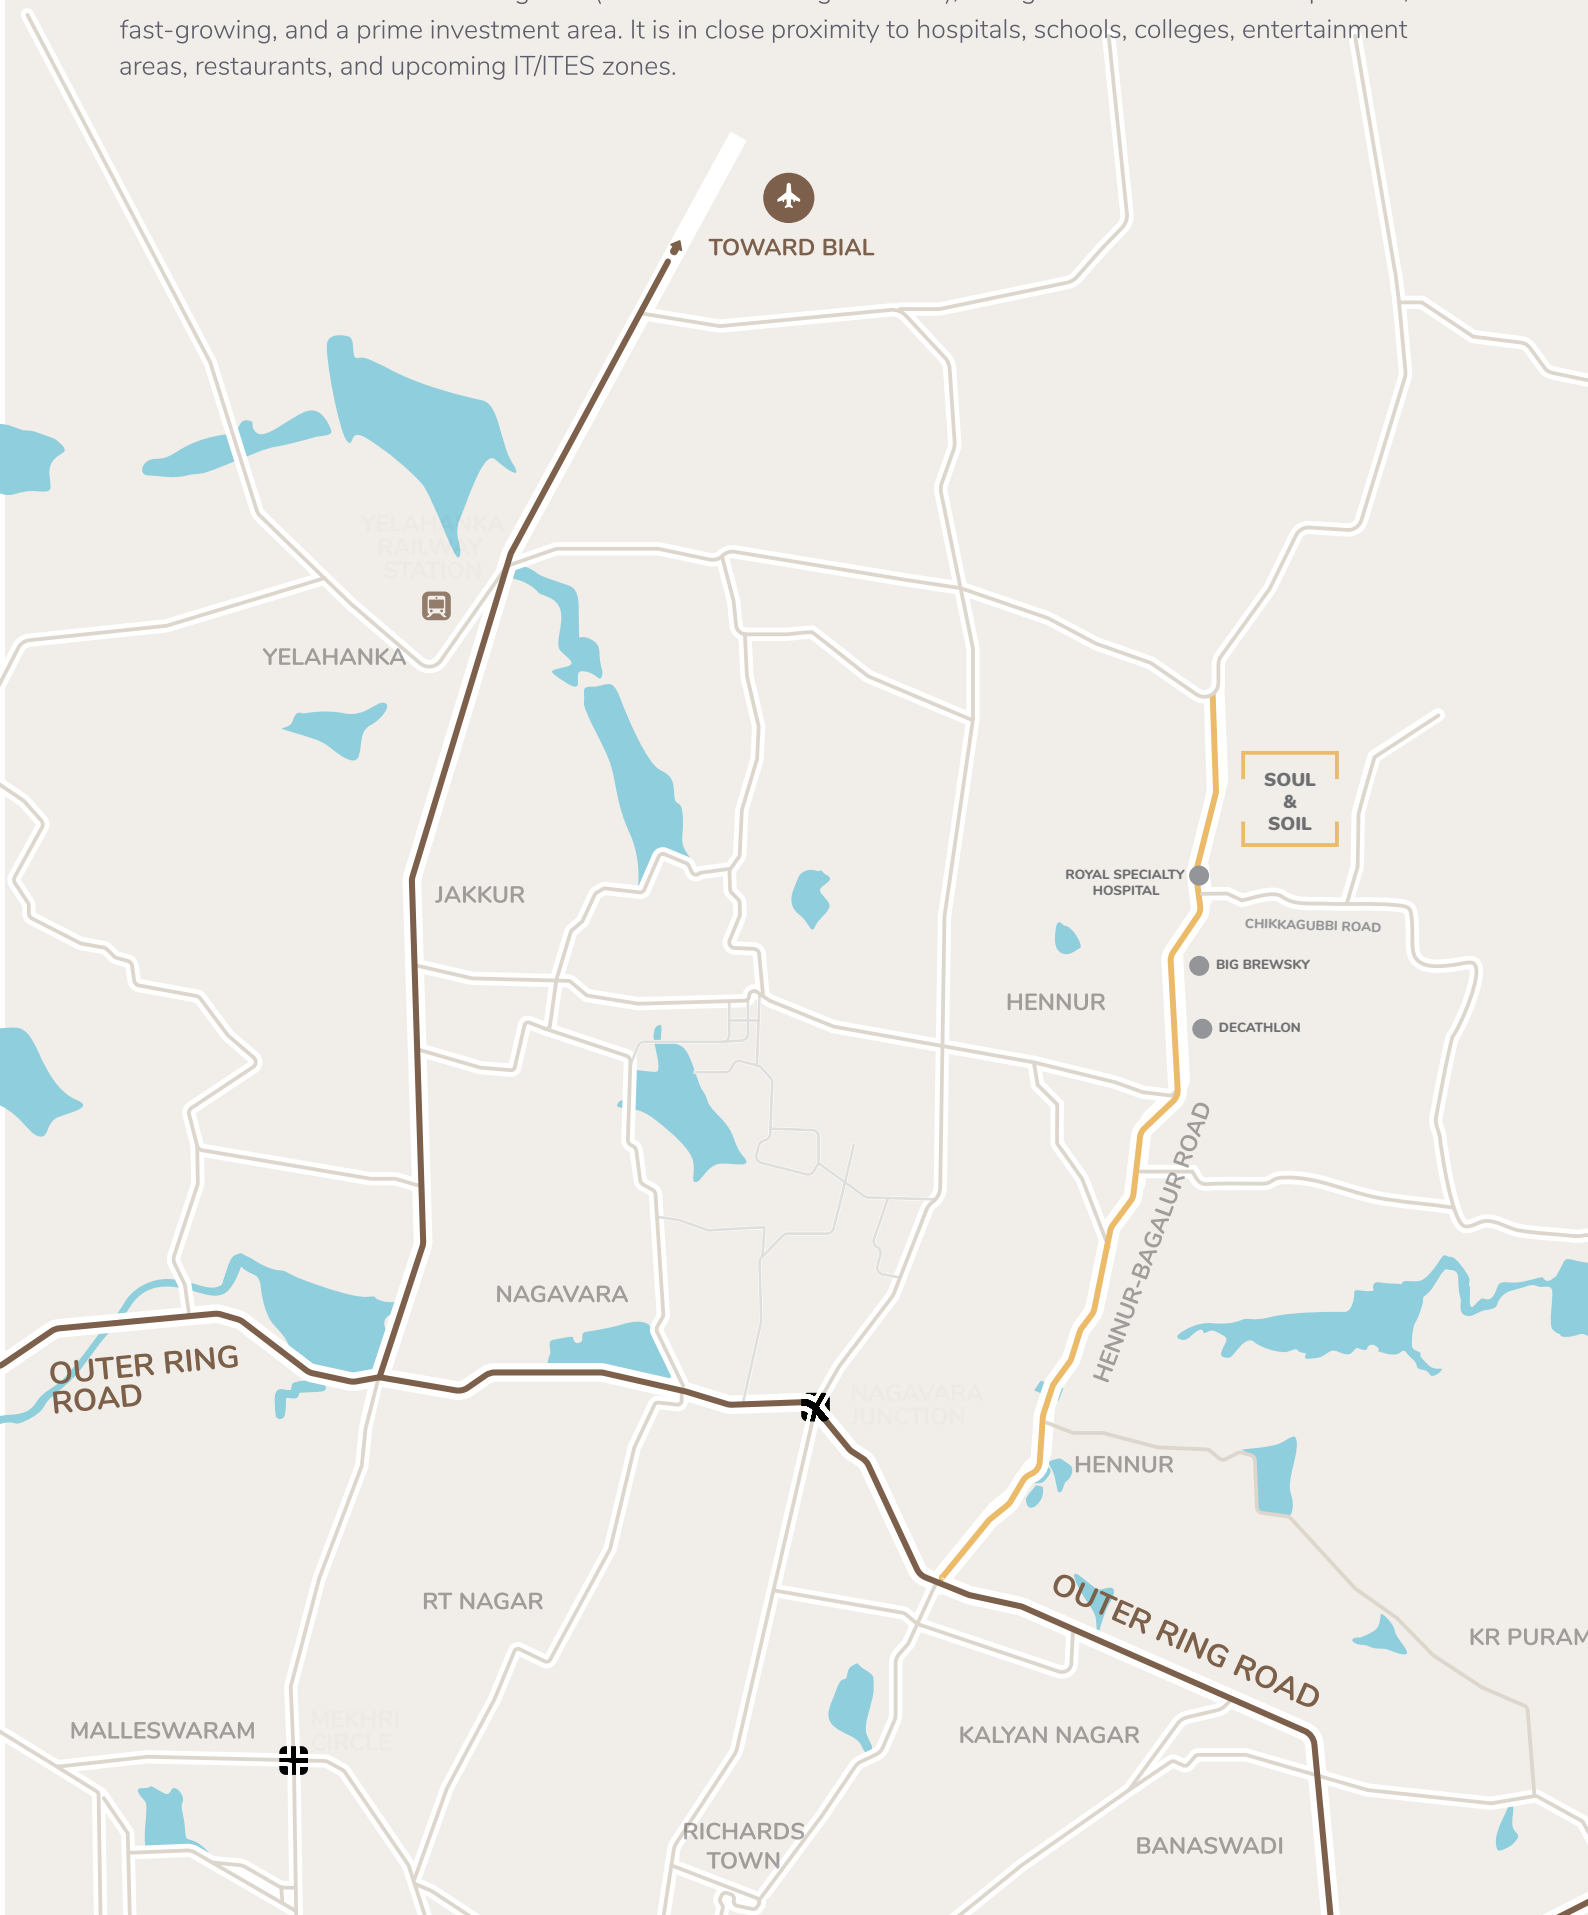 fast-growing, and a prime investment area. It is in close proximity to hospitals, schools, colleges, entertainment
areas, restaurants, and upcoming IT/ITES zones.
TOWARD BIAL
YELAHANKA
RAILWAY
STATION
YELAHANKA
SOUL
&
SOIL
JAKKUR
ROYAL SPECIALTY
HOSPITAL
CHIKKAGUBBI ROAD
BIG BREWSKY
HENNUR
DECATHLON
HENNUR-BAGALUR ROAD
NAGAVARA
OUTER RING
ROAD
NAGAVARA
JUNCTION
HENNUR
OUTER RING ROAD
RT NAGAR
KR PURAM
MEKHRI
CIRCLE
MALLESWARAM
KALYAN NAGAR
RICHARDS
TOWN
BANASWADI